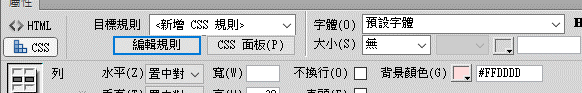 屬性
<> HTML 目標規則 <新增 CSS 規則> 字體(O) 預設字體
CSS 編輯規則 CSS 面板(P) 大小(S) 無
列 水平(Z) 置中對 寬(W) 不換行(O) 背景顏色(G) #FFDDDD